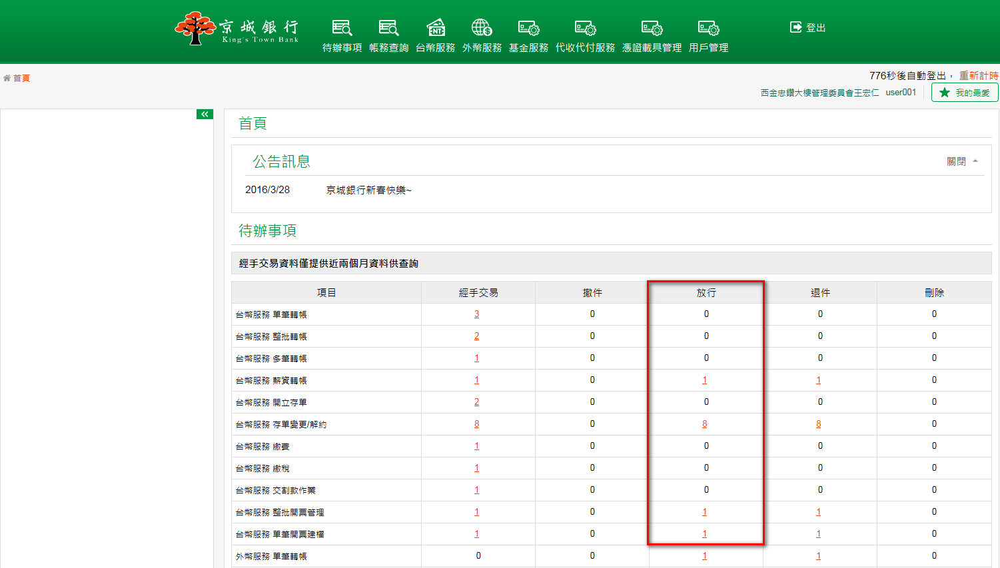 京城銀行
King's Town Bank
待辦事項 帳務查詢 台幣服務 外幣服務 基金服務 代收代付服務 憑證載具管理 用戶管理
登出
首頁
776秒後自動登出， 重新計時
西金忠鑽大樓管理委員會王宏仁 user001 我的最愛
首頁
公告訊息 關閉
2016/3/28 京城銀行新春快樂~
待辦事項
經手交易資料僅提供近兩個月資料供查詢
項目 經手交易 撤件 放行 退件 刪除
台幣服務 單筆轉帳 3 0 0 0 0
台幣服務 整批轉帳 2 0 0 0 0
台幣服務 多筆轉帳 1 0 0 0 0
台幣服務 薪資轉帳 1 0 1 1 0
台幣服務 開立存單 2 0 0 0 0
台幣服務 存單變更/解約 8 0 8 8 0
台幣服務 繳費 1 0 0 0 0
台幣服務 繳稅 1 0 0 0 0
台幣服務 交割款作業 1 0 0 0 0
台幣服務 整批開票管理 1 0 1 1 0
台幣服務 單筆開票建檔 1 0 1 1 0
外幣服務 單筆轉帳 0 0 1 1 0